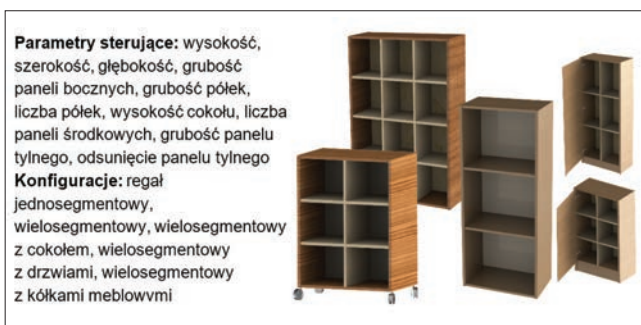 Parametry sterujące: wysokość,
szerokość, głębokość, grubość
paneli bocznych, grubość półek,
liczba półek, wysokość cokołu, liczba
paneli środkowych, grubość panelu
tylnego, odsunięcie panelu tylnego
Konfiguracje: regał
jednosegmentowy,
wielosegmentowy, wielosegmentowy
z cokołem, wielosegmentowy
z drzwiami, wielosegmentowy
z kółkami meblowymi